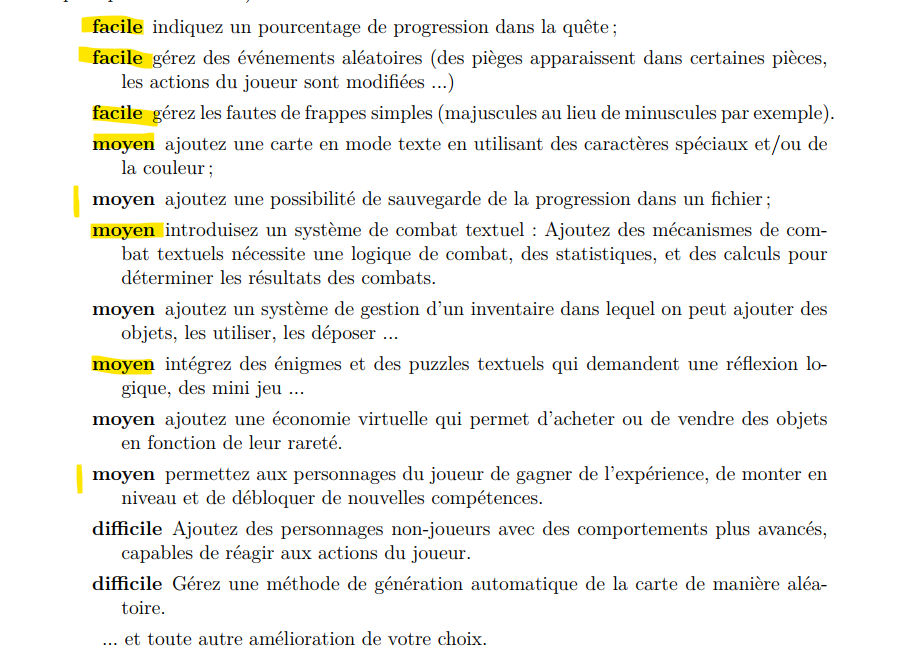 facile indiquez un pourcentage de progression dans la quête ;
facile gérez des événements aléatoires (des pièges apparaissent dans certaines pièces,
les actions du joueur sont modifiées ...)
facile gérez les fautes de frappes simples (majuscules au lieu de minuscules par exemple).
moyen ajoutez une carte en mode texte en utilisant des caractères spéciaux et/ou de
la couleur ;
moyen ajoutez une possibilité de sauvegarde de la progression dans un fichier ;
moyen introduisez un système de combat textuel : Ajoutez des mécanismes de com-
bat textuels nécessite une logique de combat, des statistiques, et des calculs pour
déterminer les résultats des combats.
moyen ajoutez un système de gestion d'un inventaire dans lequel on peut ajouter des
objets, les utiliser, les déposer ...
moyen intégrez des énigmes et des puzzles textuels qui demandent une réflexion lo-
gique, des mini jeu ...
moyen ajoutez une économie virtuelle qui permet d'acheter ou de vendre des objets
en fonction de leur rareté.
moyen permettez aux personnages du joueur de gagner de l'expérience, de monter en
niveau et de débloquer de nouvelles compétences.
difficile Ajoutez des personnages non-joueurs avec des comportements plus avancés,
capables de réagir aux actions du joueur.
difficile Gérez une méthode de génération automatique de la carte de manière aléa-
toire.
... et toute autre amélioration de votre choix.